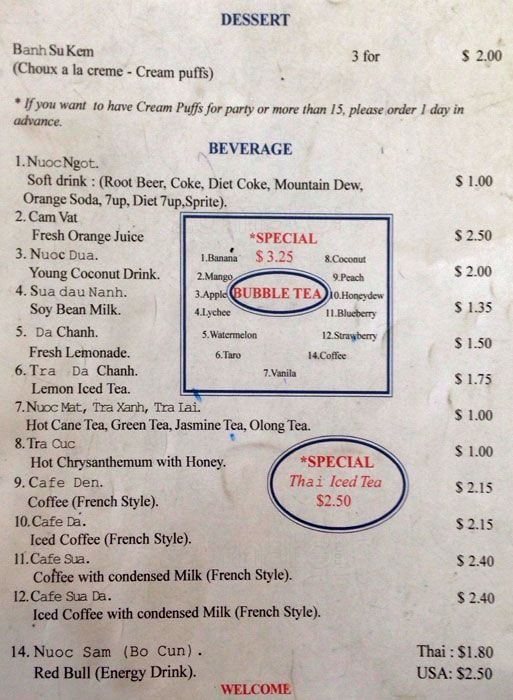 DESSERT
Banh Su Kem 3 for $ 2.00
(Choux a la creme - Cream puffs)
* If you want to have Cream Puffs for party or more than 15, please order 1 day in
advance.
BEVERAGE
1.Nuoc Ngot.
Soft drink : (Root Beer, Coke, Diet Coke, Mountain Dew, $ 1.00
Orange Soda, 7up, Diet 7up,Sprite).
2. Cam Vat
Fresh Orange Juice $ 2.50
3. Nuoc Dua.
Young Coconut Drink. $ 2.00
4. Sua dau Nanh.
Soy Bean Milk. $ 1.35
5. Da Chanh.
Fresh Lemonade. $ 1.50
6. Tra Da Chanh.
Lemon Iced Tea. $ 1.75
*SPECIAL
$ 3.25
BUBBLE TEA
1.Banana
2.Mango
3.Apple
4.Lychee
5.Watermelon
6.Taro
7.Vanila
8.Coconut
9.Peach
10.Honeydew
11.Blueberry
12.Strawberry
14.Coffee
7.Nuoc Mat, Tra Xanh, Tra Lai.
Hot Cane Tea, Green Tea, Jasmine Tea, Olong Tea. $ 1.00
8.Tra Cuc
Hot Chrysanthemum with Honey. $ 1.00
9. Cafe Den.
Coffee (French Style). $ 2.15
10.Cafe Da.
Iced Coffee (French Style). $ 2.15
11.Cafe Sua.
Coffee with condensed Milk (French Style). $ 2.40
12.Cafe Sua Da.
Iced Coffee with condensed Milk (French Style). $ 2.40
*SPECIAL
Thai Iced Tea
$2.50
14. Nuoc Sam (Bo Cun). Thai : $1.80
Red Bull (Energy Drink). USA: $2.50
WELCOME